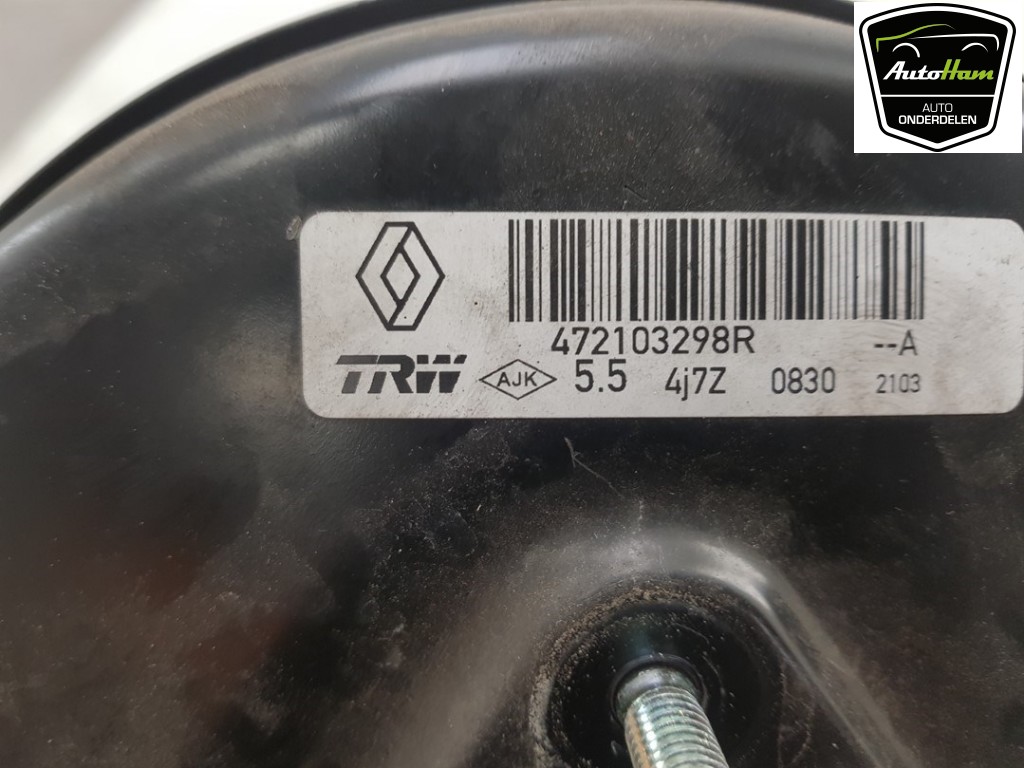 AutoHam
AUTO
ONDERDELEN
472103298R --A
TRW AJK 5.5 4j7Z 0830 2103